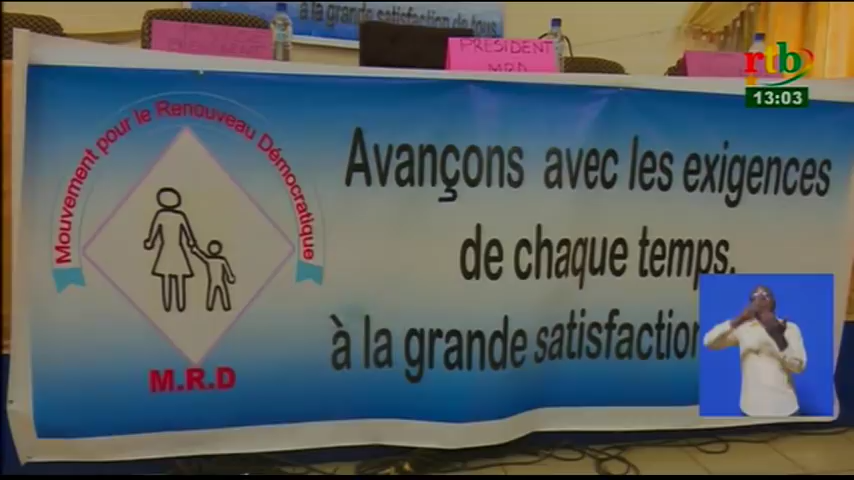 à la grande satisfaction de tous
PRESIDENT
MRD
rtb
13:03
Mouvement pour le Renouveau Démocratique
M.R.D
Avançons avec les exigences
de chaque temps,
à la grande satisfaction